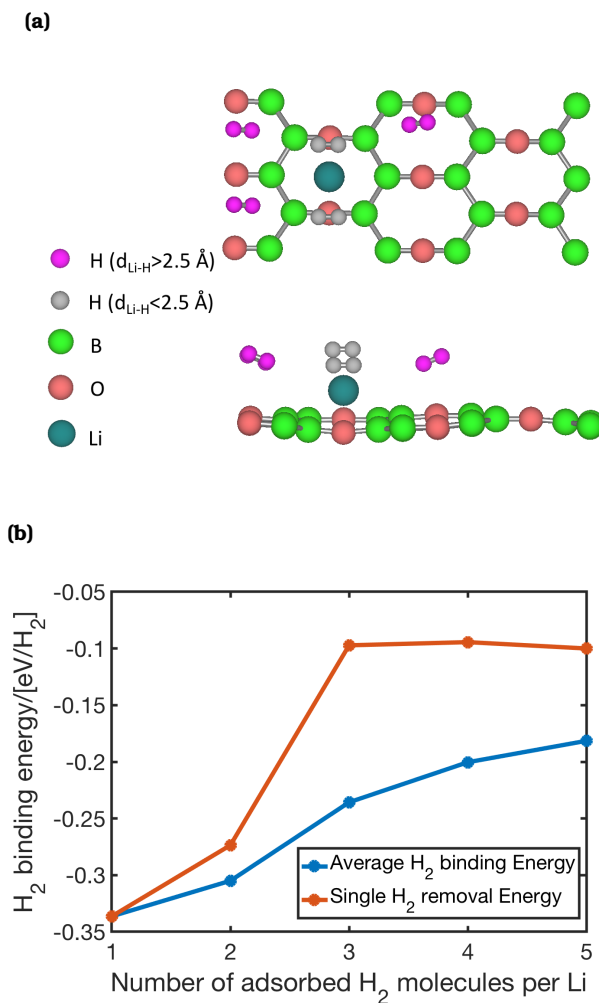 (a)
H (dLi-H>2.5 Å)
H (dLi-H<2.5 Å)
B
O
Li
(b)
H2 binding energy/[eV/H2]
-0.05
-0.1
-0.15
-0.2
-0.25
-0.3
-0.35
Average H2 binding Energy
Single H2 removal Energy
1 2 3 4 5
Number of adsorbed H2 molecules per Li